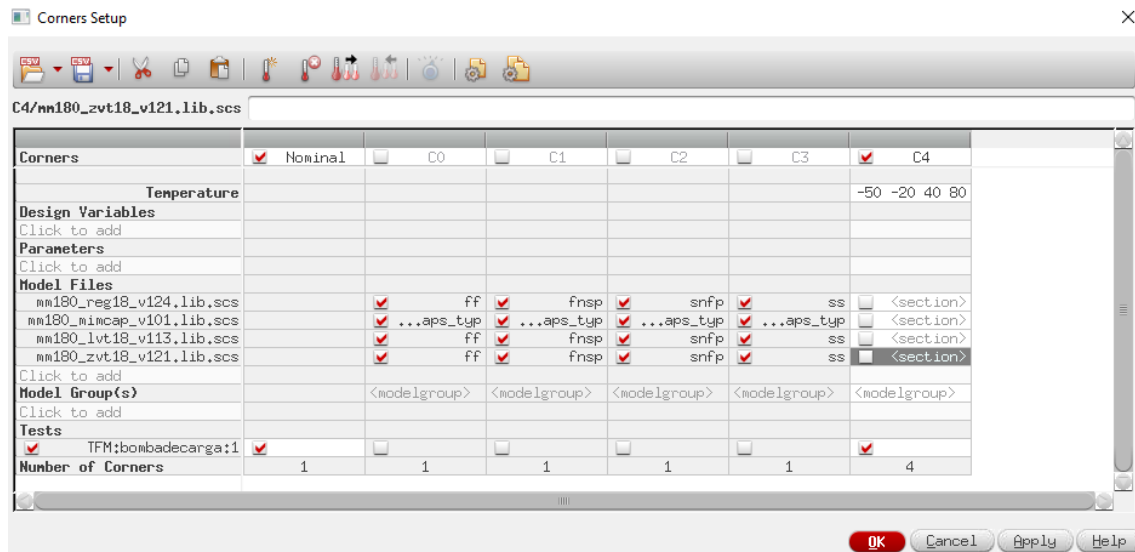 Corners Setup
CSV CSV
C4/mm180_zvt18_v121.lib.scs
Corners Nominal C0 C1 C2 C3 C4
Temperature -50 -20 40 80
Design Variables
Click to add
Parameters
Click to add
Model Files
mm180_reg18_v124.lib.scs ff fnsp snfp ss <section>
mm180_mimcap_v101.lib.scs ...aps_typ ...aps_typ ...aps_typ ...aps_typ <section>
mm180_lvt18_v113.lib.scs ff fnsp snfp ss <section>
mm180_zvt18_v121.lib.scs ff fnsp snfp ss <section>
Click to add
Model Group(s) <modelgroup> <modelgroup> <modelgroup> <modelgroup> <modelgroup>
Click to add
Tests
TFM:bombadecarga:1
Number of Corners 1 1 1 1 1 4
OK Cancel Apply Help